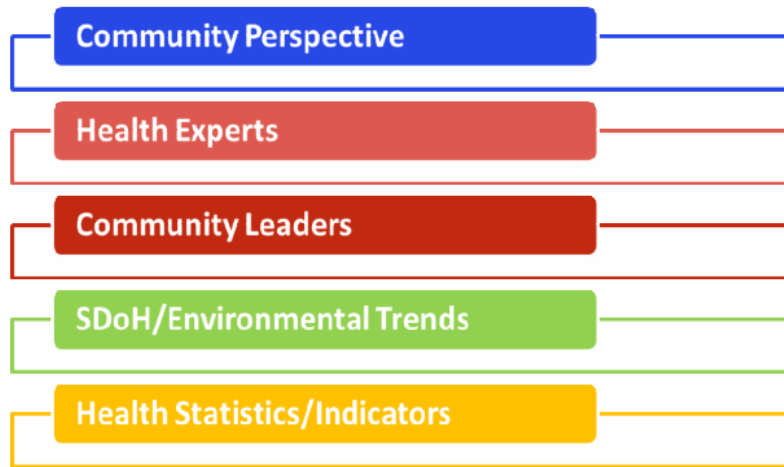 Community Perspective
Health Experts
Community Leaders
SDoH/Environmental Trends
Health Statistics/Indicators